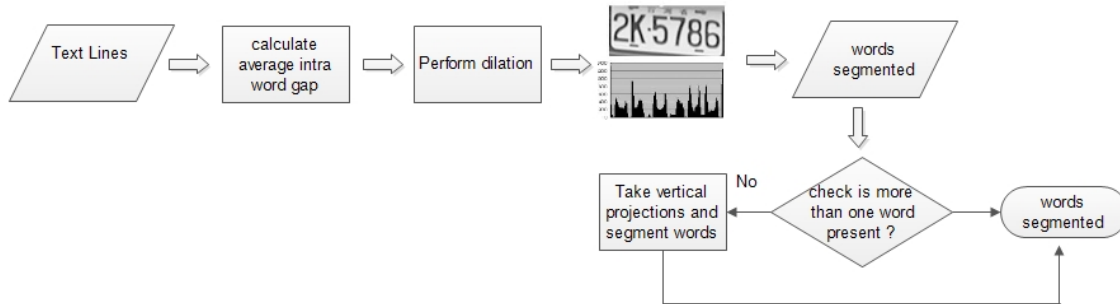 Text Lines
calculate
average intra
word gap
Perform dilation
2K-5786
words
segmented
No
Take vertical
projections and
segment words
check is more
than one word
present ?
words
segmented